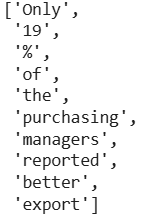 ['Only',
'19',
'%',
'of',
'the',
'purchasing',
'managers',
'reported',
'better',
'export']